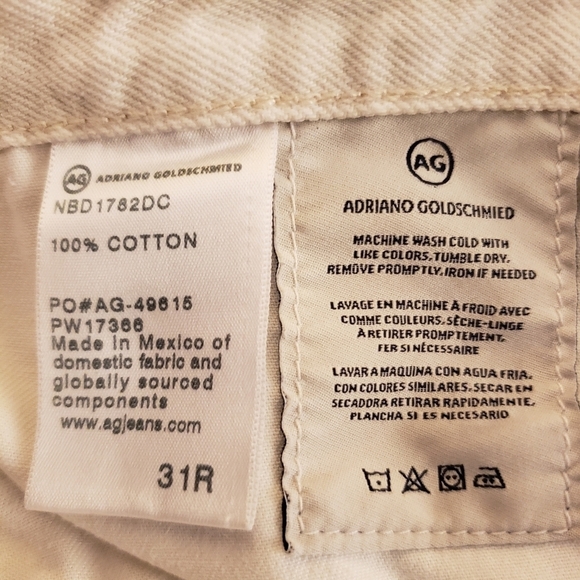 AG ADRIANO GOLDSCHMIED
NBD1762DC
100% COTTON
PO#AG-49615
PW17366
Made in Mexico of
domestic fabric and
globally sourced
components
www.agjeans.com
31R
AG
ADRIANO GOLDSCHMIED
MACHINE WASH COLD WITH
LIKE COLORS. TUMBLE DRY.
REMOVE PROMPTLY, IRON IF NEEDED
LAVAGE EN MACHINE À FROID AVEC
COMME COULEURS. SÈCHE-LINGE
À RETIRER PROMPTEMENT.
FER SI NÉCESSAIRE
LAVAR A MAQUINA CON AGUA FRIA.
CON COLORES SIMILARES. SECAR EN
SECADORA RETIRAR RAPIDAMENTE.
PLANCHA SI ES NECESARIO